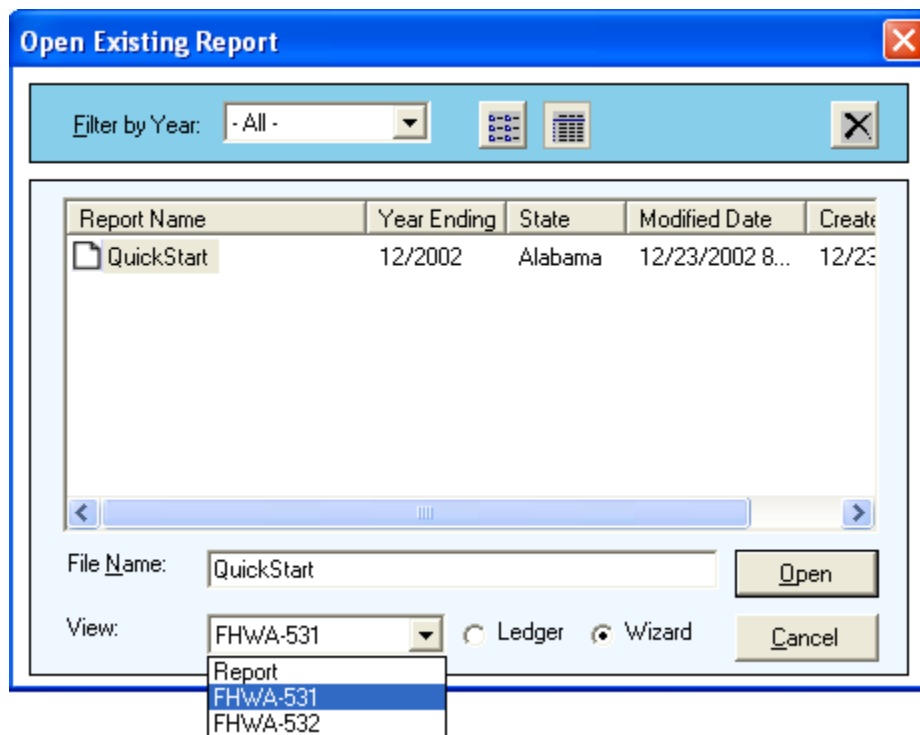 Open Existing Report
Filter by Year: - All -
Report Name Year Ending State Modified Date Create
QuickStart 12/2002 Alabama 12/23/2002 8... 12/23
File Name: QuickStart Open
View: FHWA-531 Ledger Wizard Cancel
Report
FHWA-531
FHWA-532